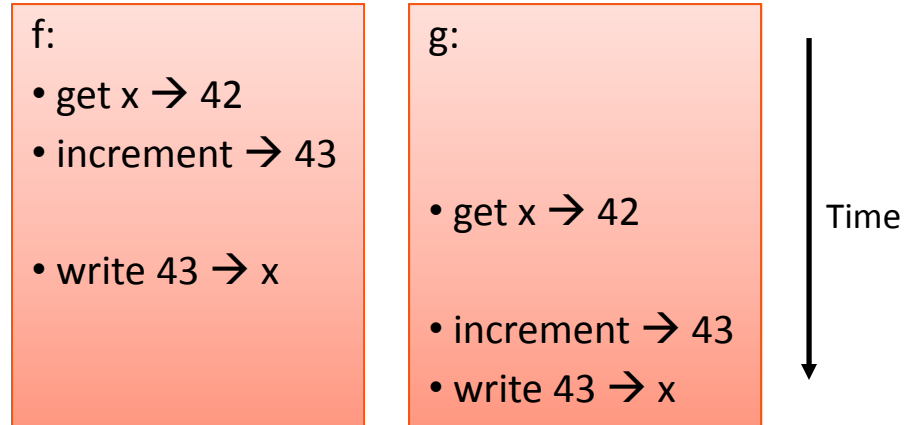 f:
• get x → 42
• increment → 43
• write 43 → x
g:
• get x → 42
• increment → 43
• write 43 → x
Time